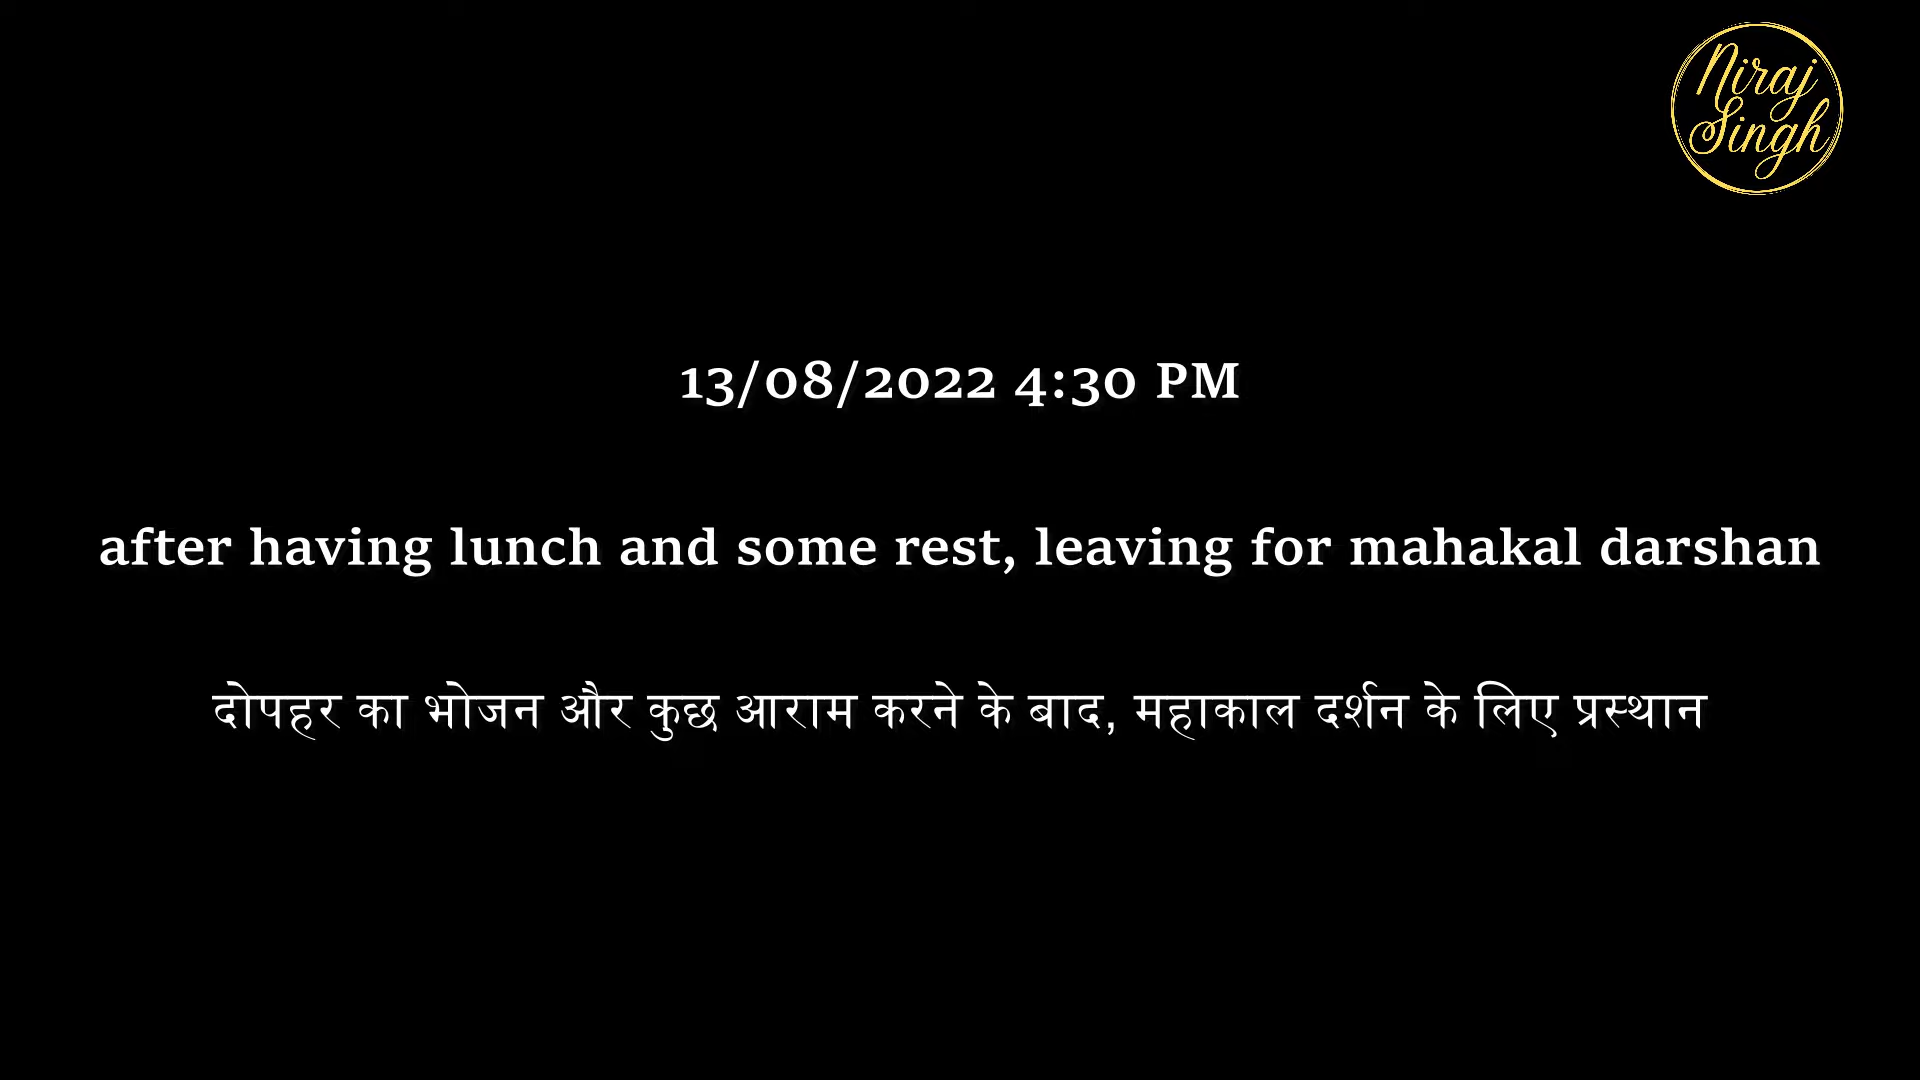 Niraj
Singh
13/08/2022 4:30 PM
after having lunch and some rest, leaving for mahakal darshan
दोपहर का भोजन और कुछ आराम करने के बाद, महाकाल दर्शन के लिए प्रस्थान